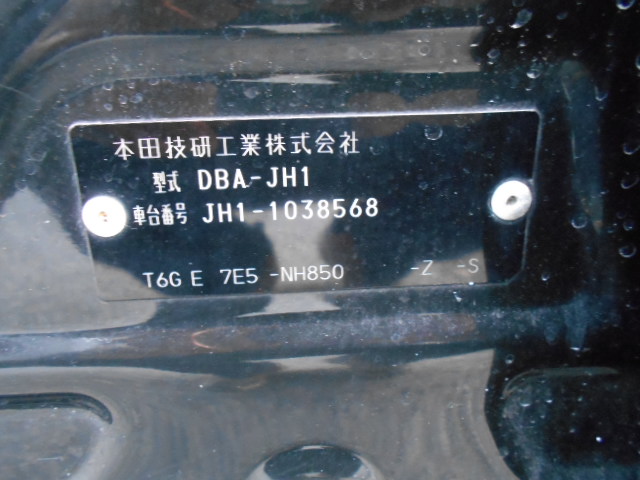 本田技研工業株式会社
型式 DBA-JH1
車台番号 JH1-1038568
T6G E 7E5 -NH850 -Z -S